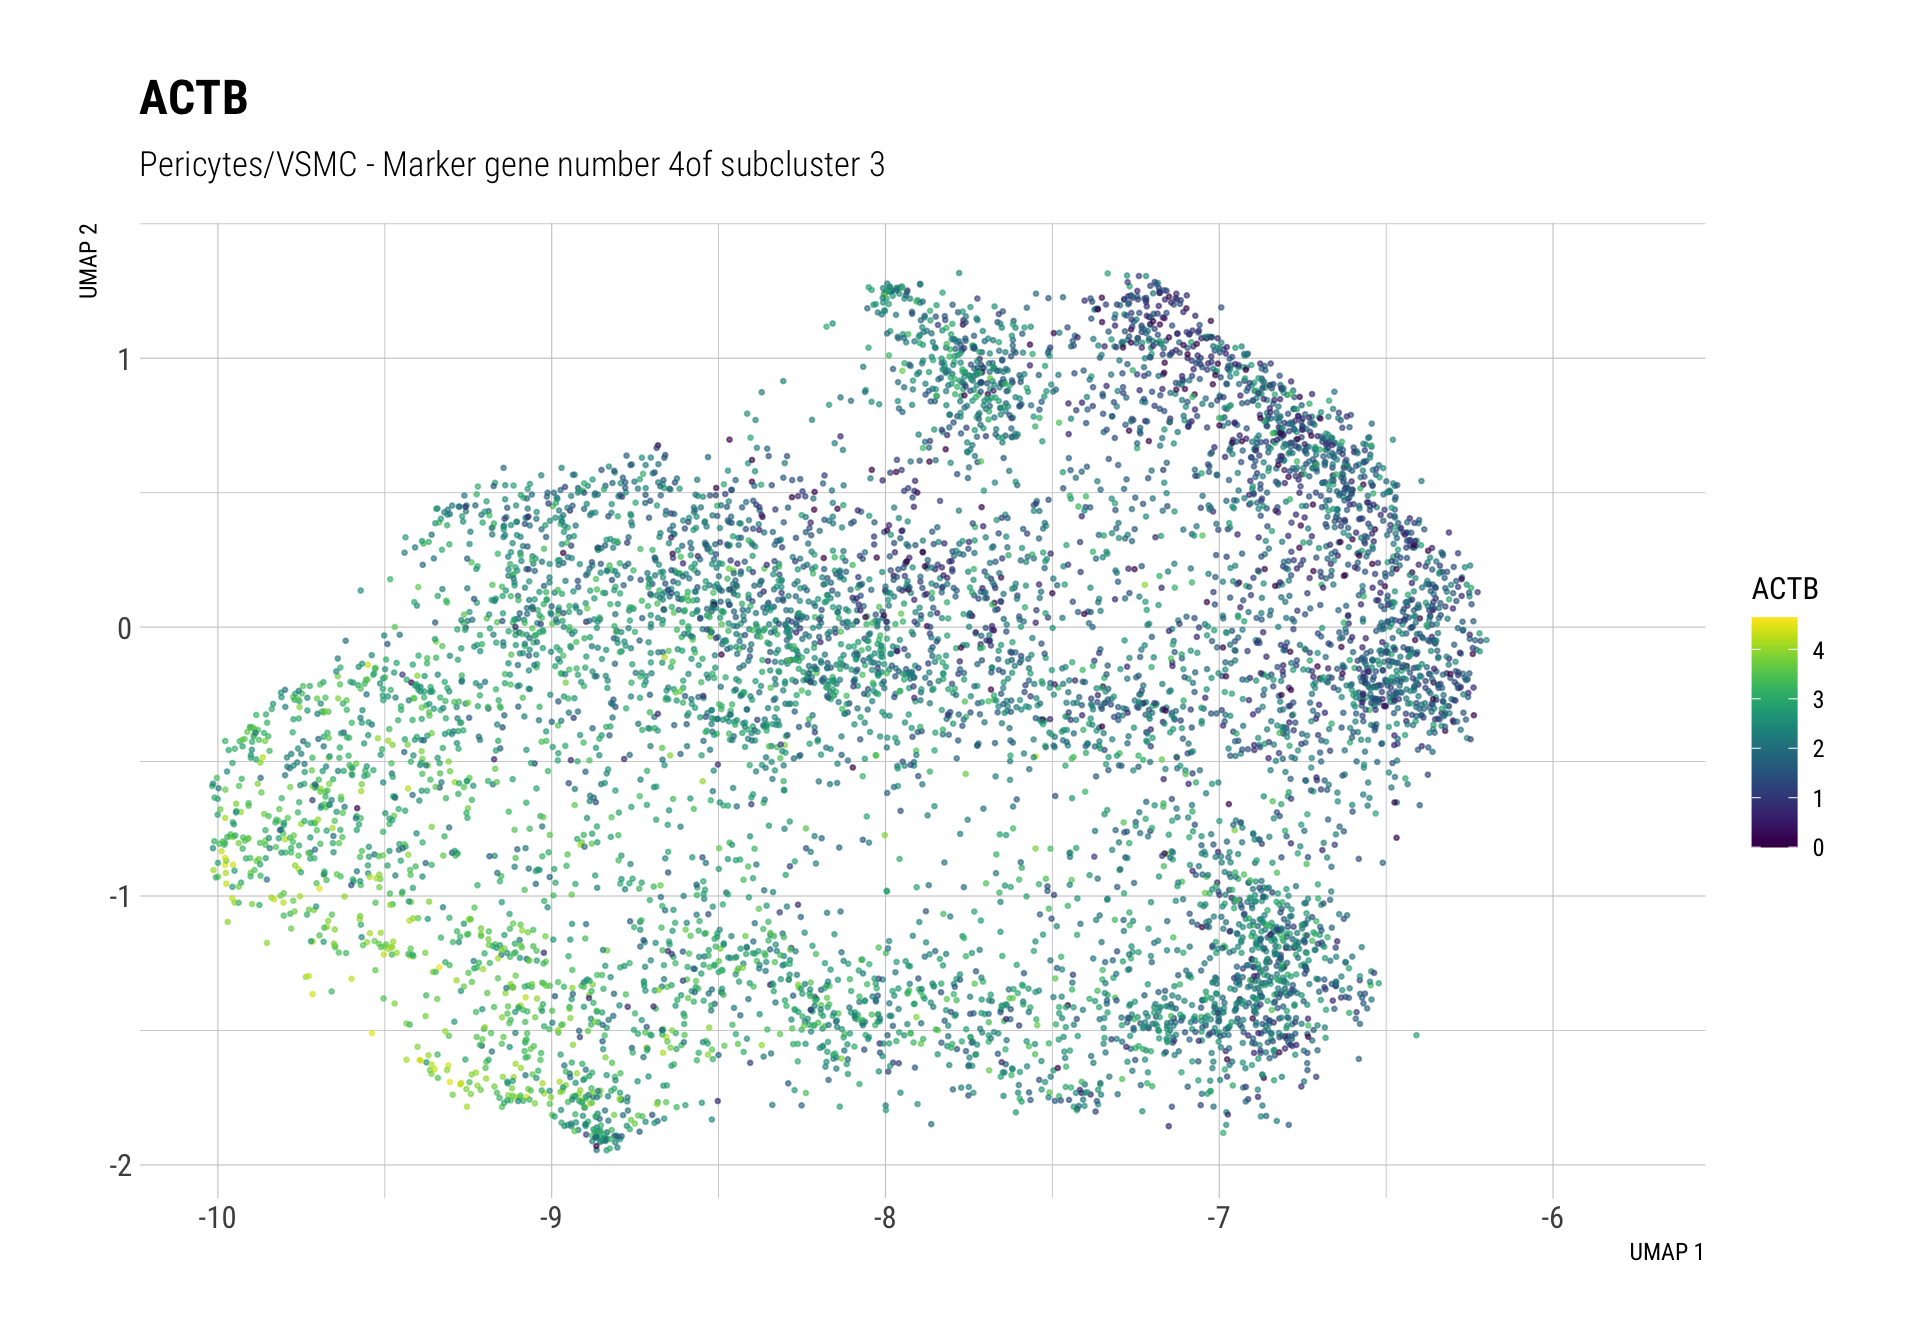 ACTB
Pericytes/VSMC - Marker gene number 4of subcluster 3
UMAP 2
1
0
-1
-2
-10
-9
-8
-7
-6
UMAP 1
ACTB
4
3
2
1
0